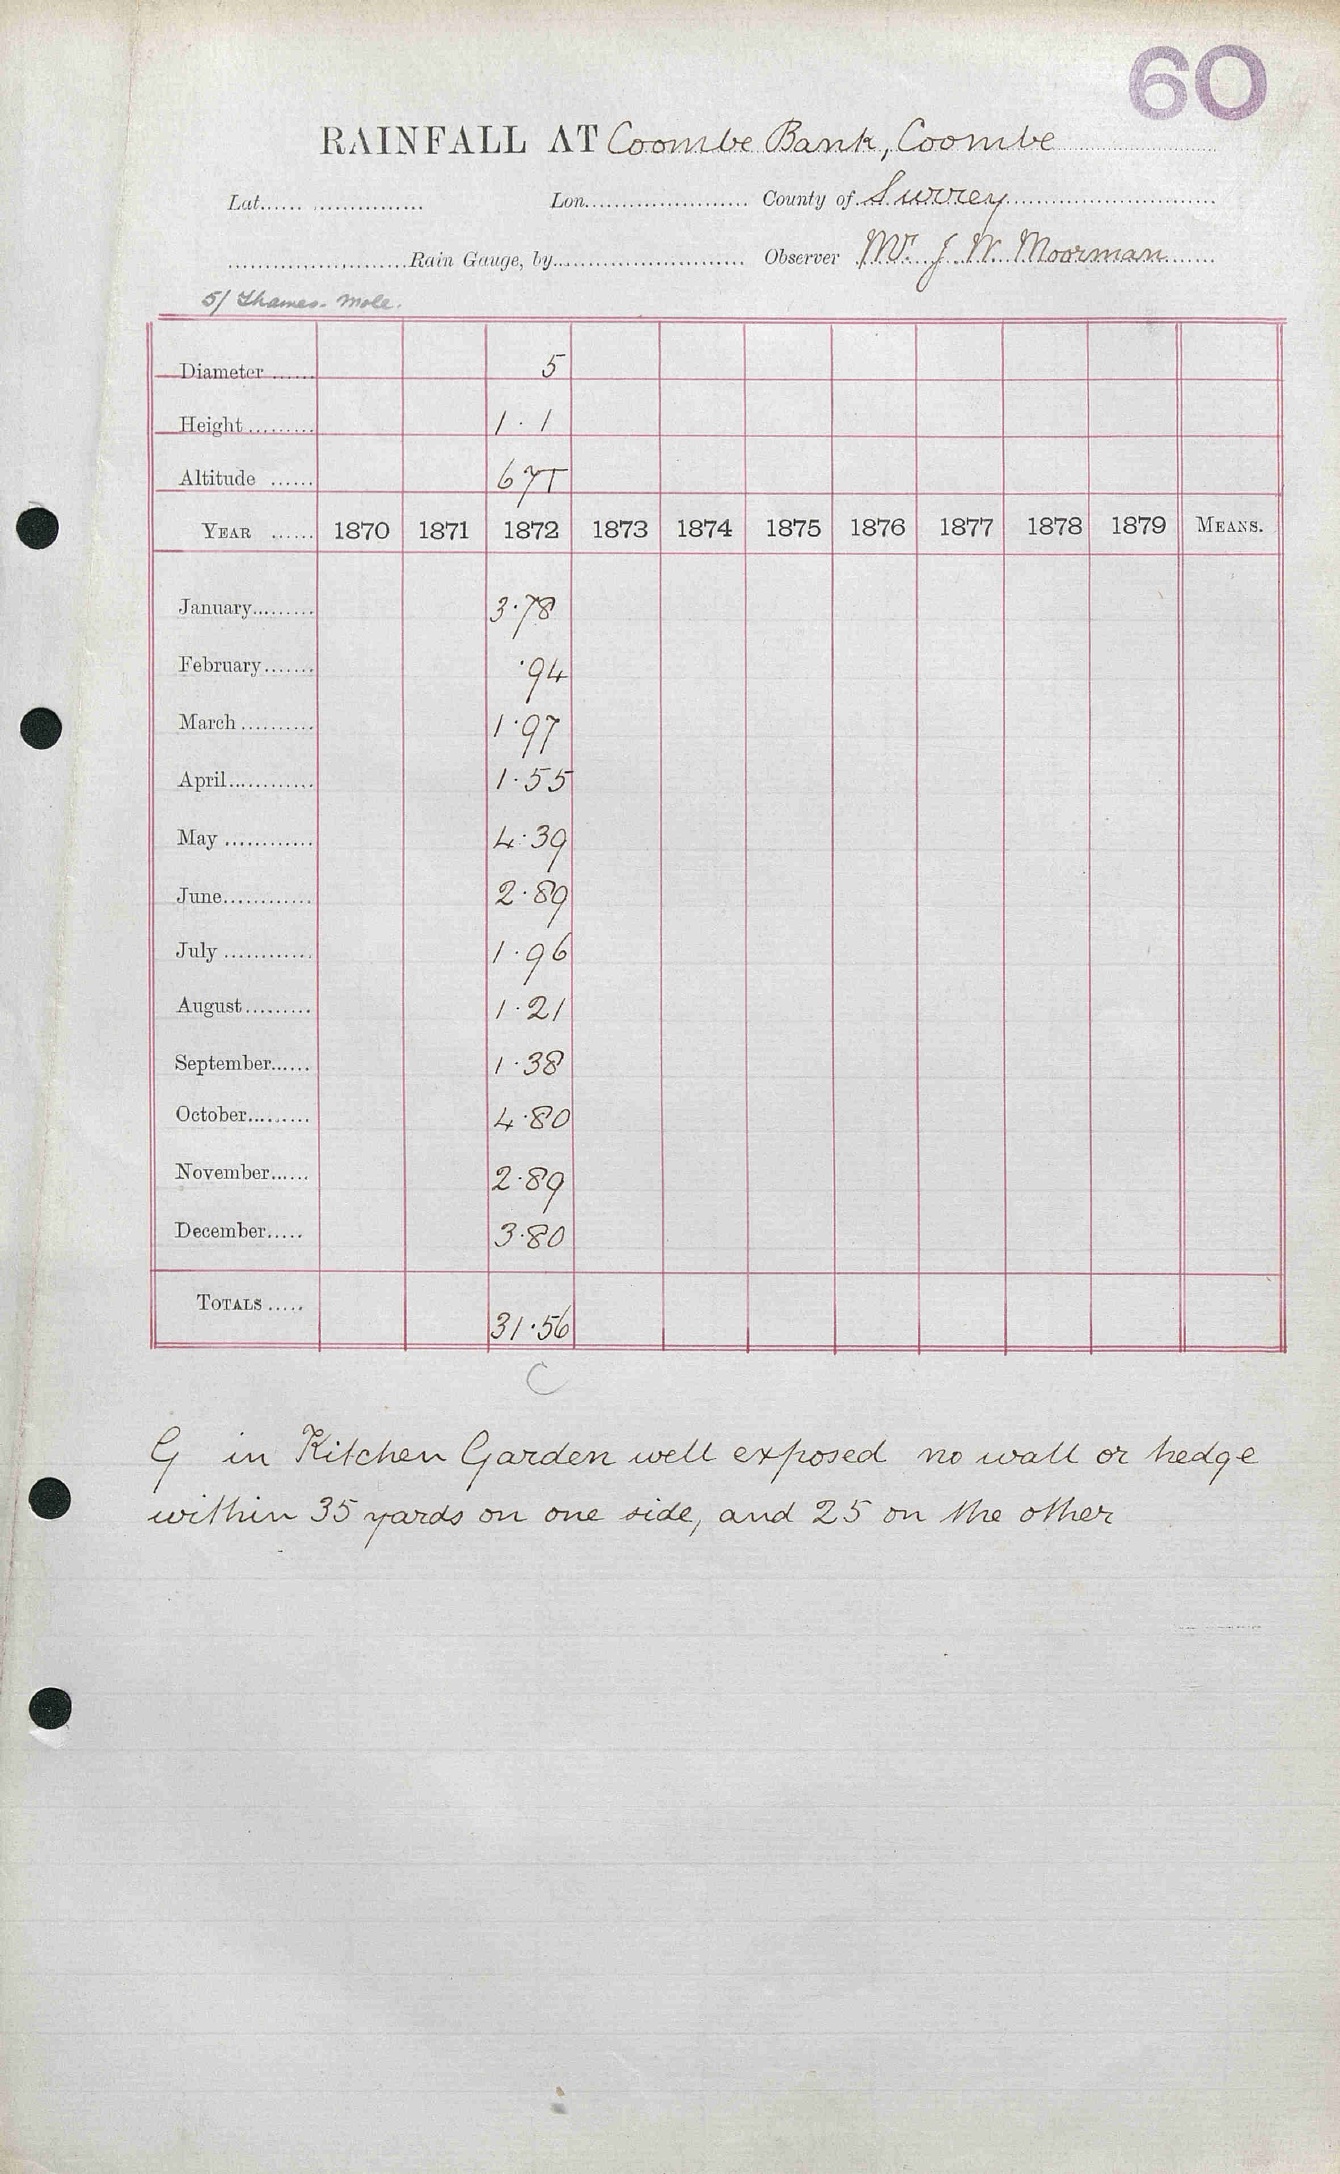 60
RAINFALL AT Coombe Bank, Coombe
Lat. Lon. County of Surrey
Rain Gauge, by Observer Mr. J. W. Moorman
5/ Thames. Mole.
Diameter 5
Height 1 . 1
Altitude 67T
YEAR 1870 1871 1872 1873 1874 1875 1876 1877 1878 1879 MEANS.
January 3.78
February .94
March 1.97
April 1.55
May 4.39
June 2.89
July 1.96
August 1.21
September 1.38
October 4.80
November 2.89
December 3.80
TOTALS 31.56
C
G in Kitchen Garden well exposed no wall or hedge
within 35 yards on one side, and 25 on the other